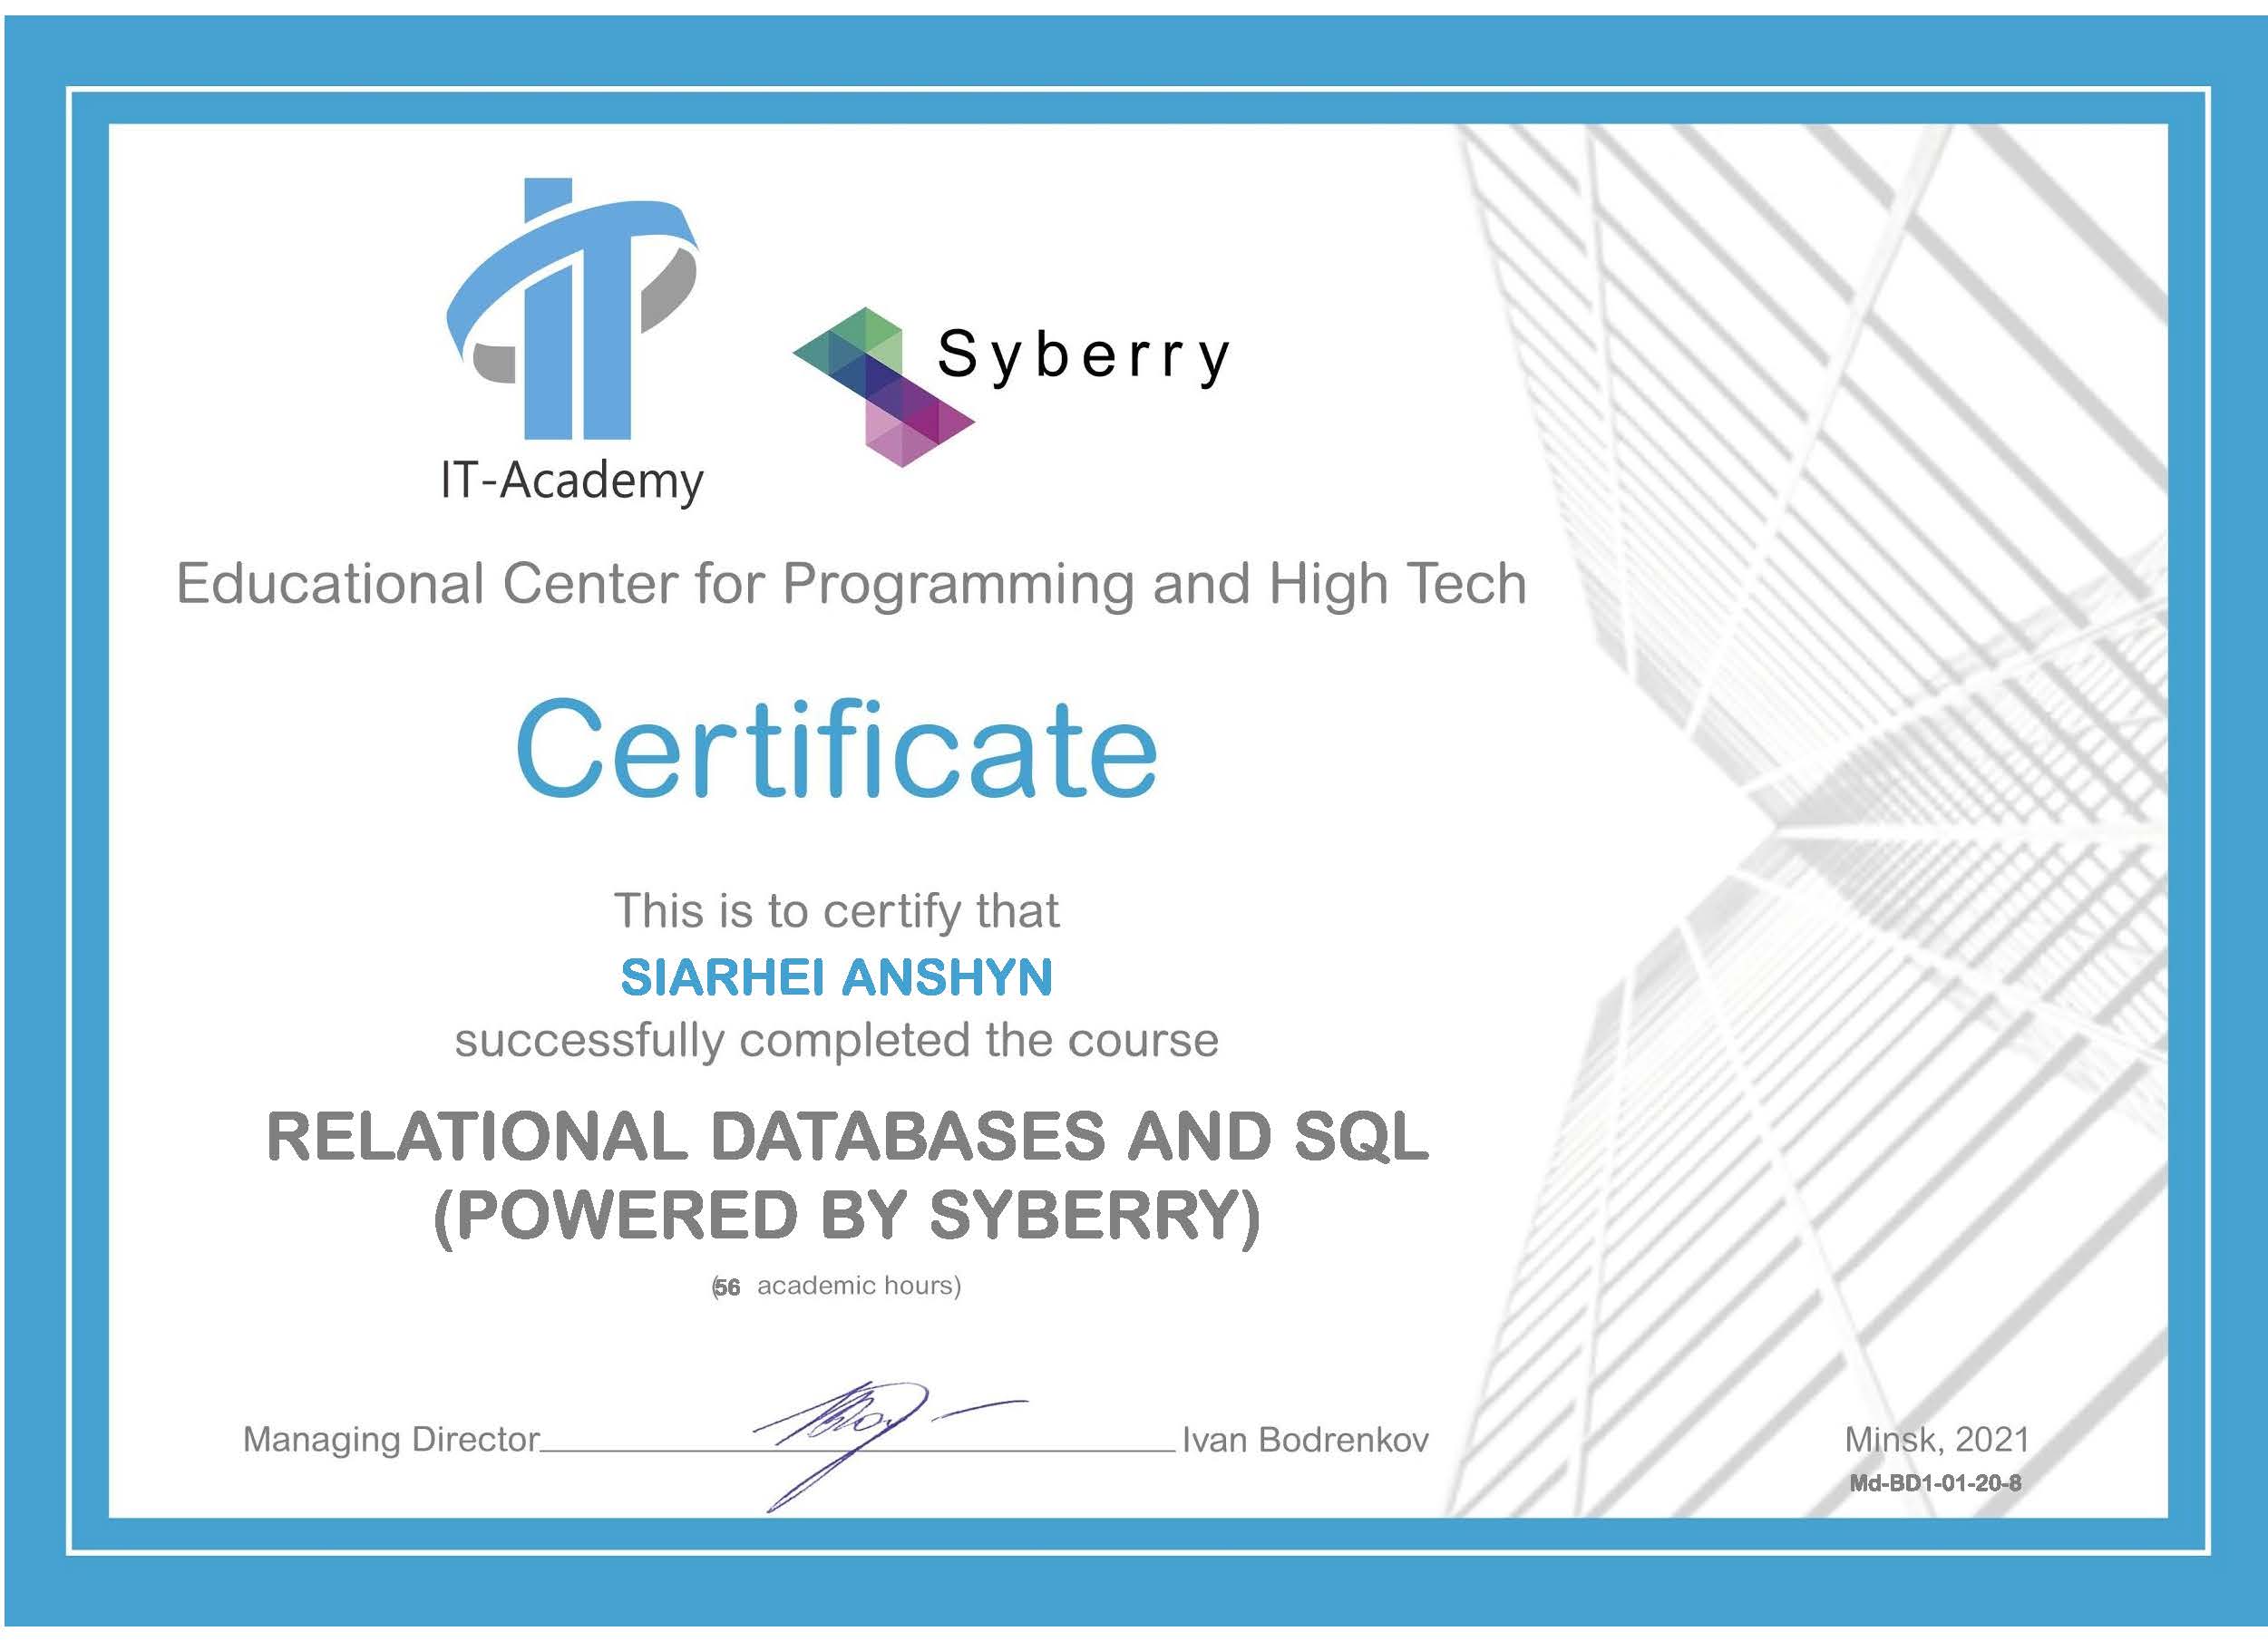 IT-Academy
Syberry
Educational Center for Programming and High Tech
Certificate
This is to certify that
SIARHEI ANSHYN
successfully completed the course
RELATIONAL DATABASES AND SQL
(POWERED BY SYBERRY)
(56 academic hours)
Managing Director Ivan Bodrenkov
Minsk, 2021
Md-BD1-01-20-8